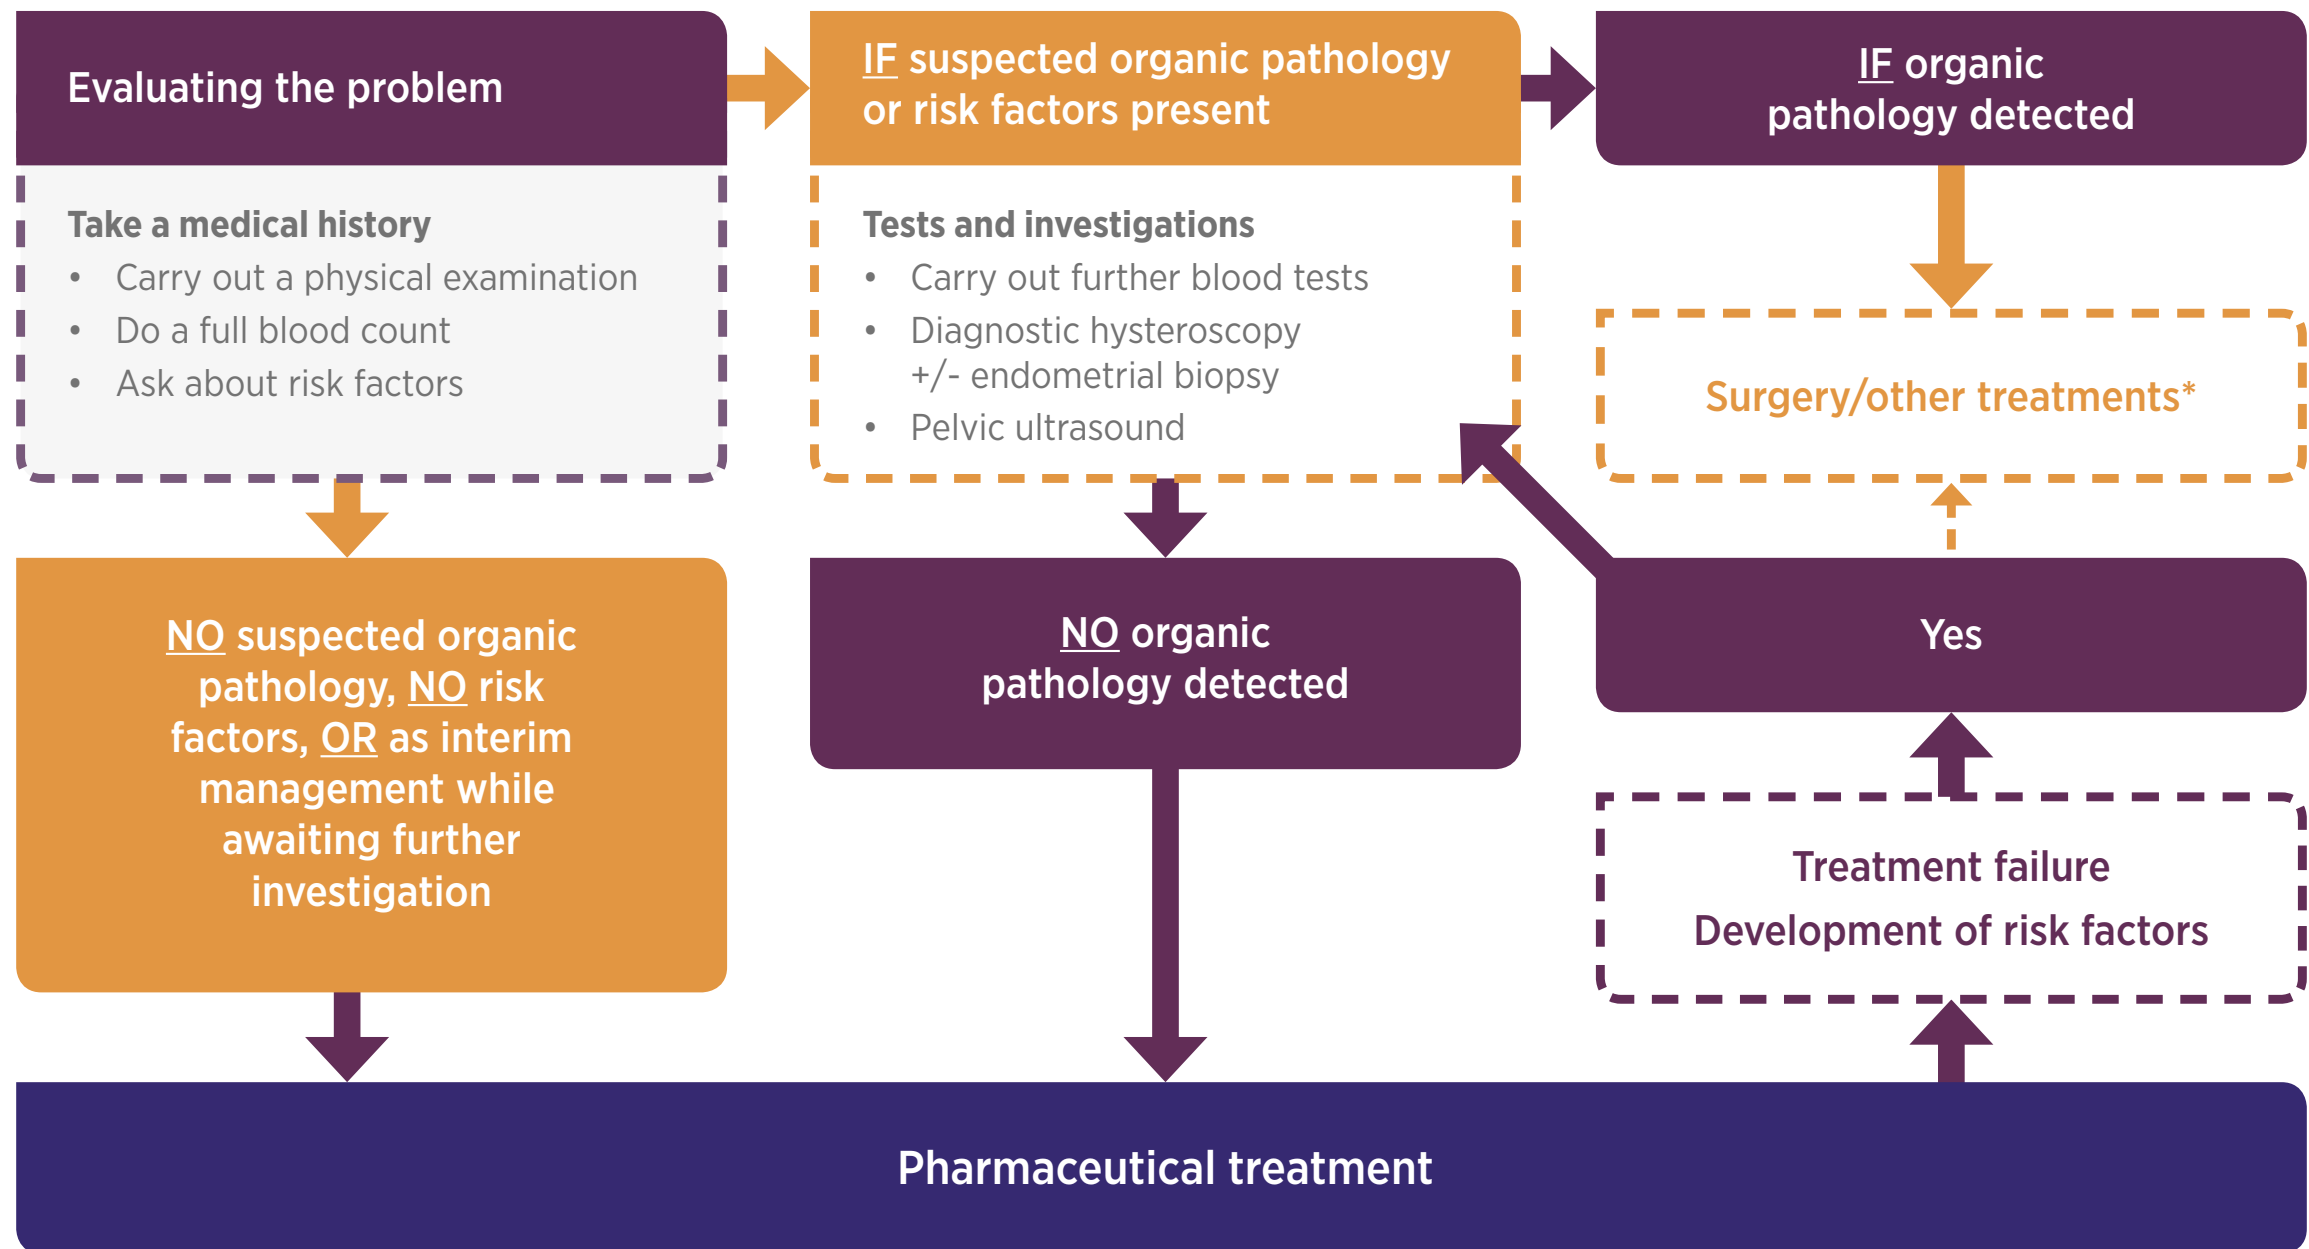 Evaluating the problem
Take a medical history
• Carry out a physical examination
• Do a full blood count
• Ask about risk factors
IF suspected organic pathology
or risk factors present
Tests and investigations
• Carry out further blood tests
• Diagnostic hysteroscopy
+/- endometrial biopsy
• Pelvic ultrasound
IF organic
pathology detected
Surgery/other treatments*
NO suspected organic
pathology, NO risk
factors, OR as interim
management while
awaiting further
investigation
NO organic
pathology detected
Yes
Treatment failure
Development of risk factors
Pharmaceutical treatment